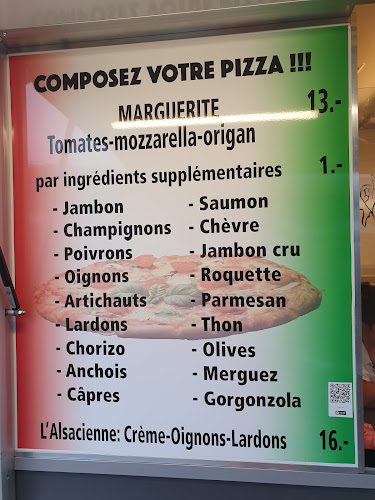 COMPOSEZ VOTRE PIZZA !!!
MARGUERITE 13.-
Tomates-mozzarella-origan
par ingrédients supplémentaires 1.-
- Jambon
- Champignons
- Poivrons
- Oignons
- Artichauts
- Lardons
- Chorizo
- Anchois
- Câpres
- Saumon
- Chèvre
- Jambon cru
- Roquette
- Parmesan
- Thon
- Olives
- Merguez
- Gorgonzola
L'Alsacienne: Crème-Oignons-Lardons 16.-